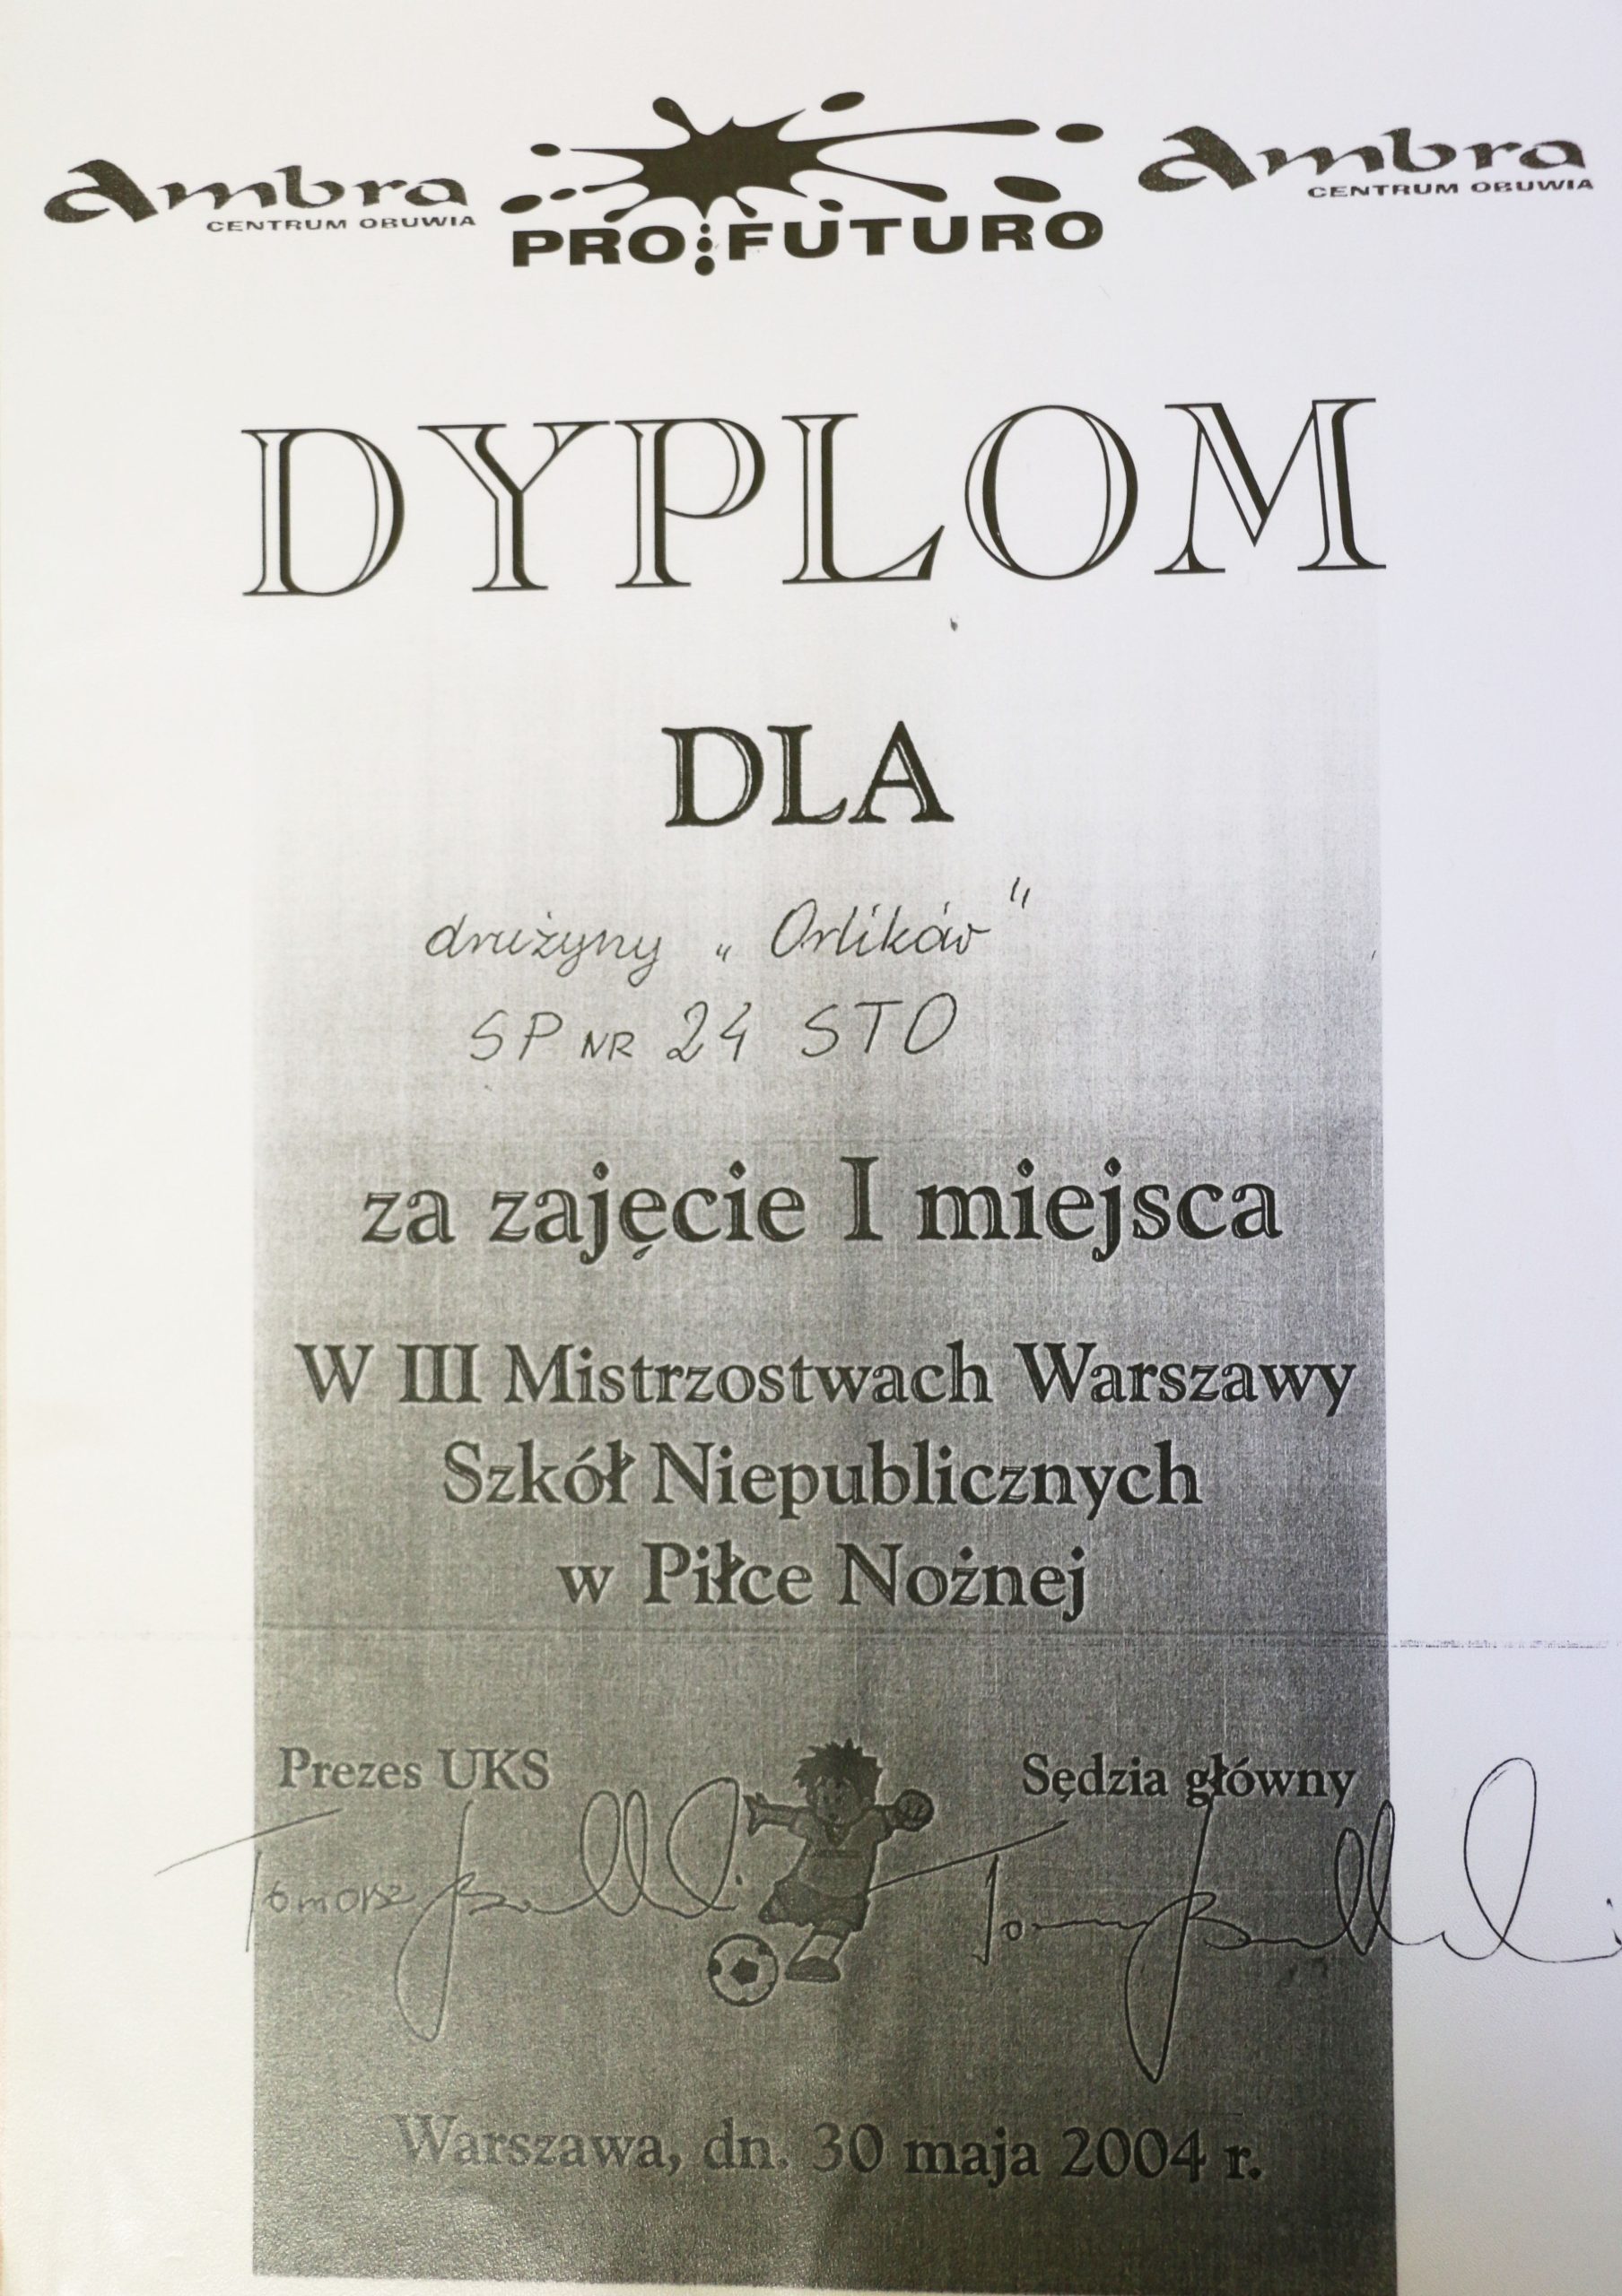 Ambra PRO FUTURO Ambra
CENTRUM OBUWIA CENTRUM OBUWIA
DYPLOM
DLA
drużyny „Orlików"
SP NR 24 STO
za zajęcie I miejsca
W III Mistrzostwach Warszawy
Szkół Niepublicznych
w Piłce Nożnej
Prezes UKS Sędzia główny
Tomasz
Warszawa, dn. 30 maja 2004 r.